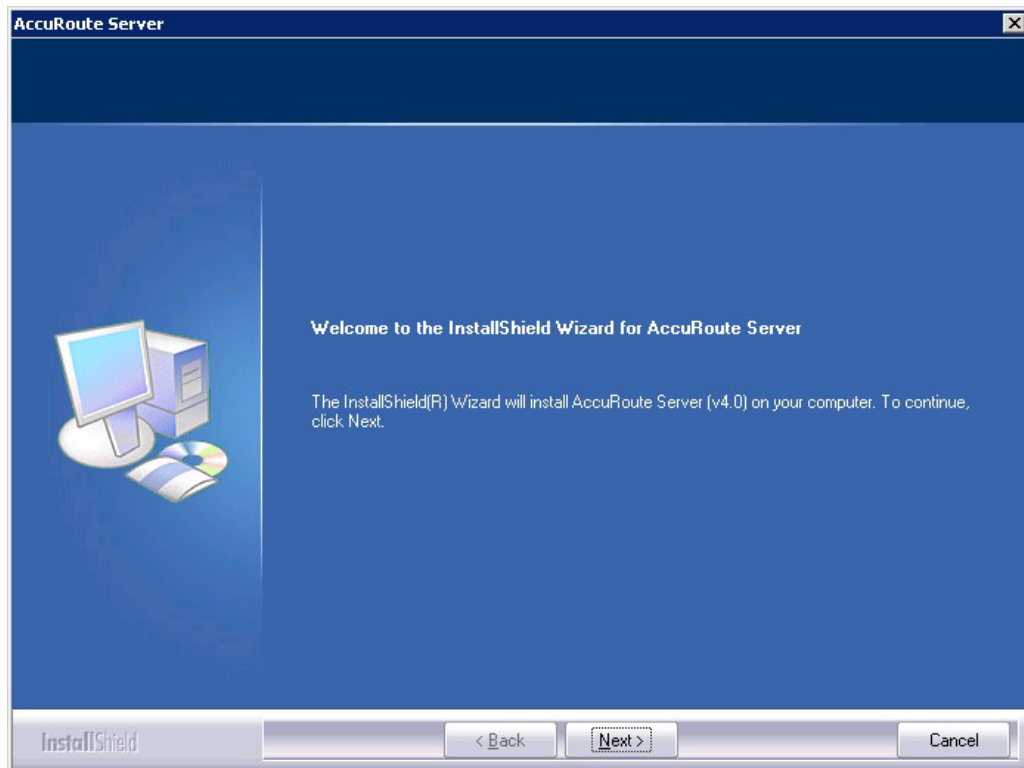 AccuRoute Server
Welcome to the InstallShield Wizard for AccuRoute Server
The InstallShield(R) Wizard will install AccuRoute Server (v4.0) on your computer. To continue,
click Next.
InstallShield
< Back
Next >
Cancel